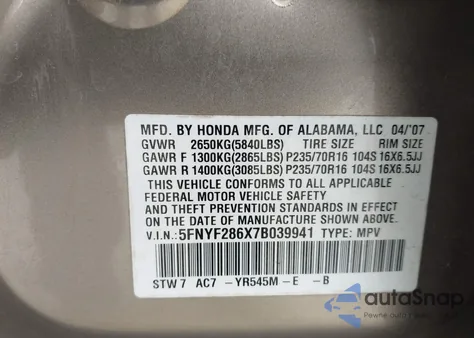 MFD. BY HONDA MFG. OF ALABAMA, LLC 04/'07
GVWR 2650KG(5840LBS) TIRE SIZE RIM SIZE
GAWR F 1300KG(2865LBS) P235/70R16 104S 16X6.5JJ
GAWR R 1400KG(3085LBS) P235/70R16 104S 16X6.5JJ
THIS VEHICLE CONFORMS TO ALL APPLICABLE
FEDERAL MOTOR VEHICLE SAFETY STANDARDS
IN EFFECT ON THE DATE OF MANUFACTURE
SHOWN ABOVE.
V.I.N.: 5FNYF286X7B039941 TYPE: MPV
STW 7 AC7 -YR545M-E -B
autoSnap
Pewne auto